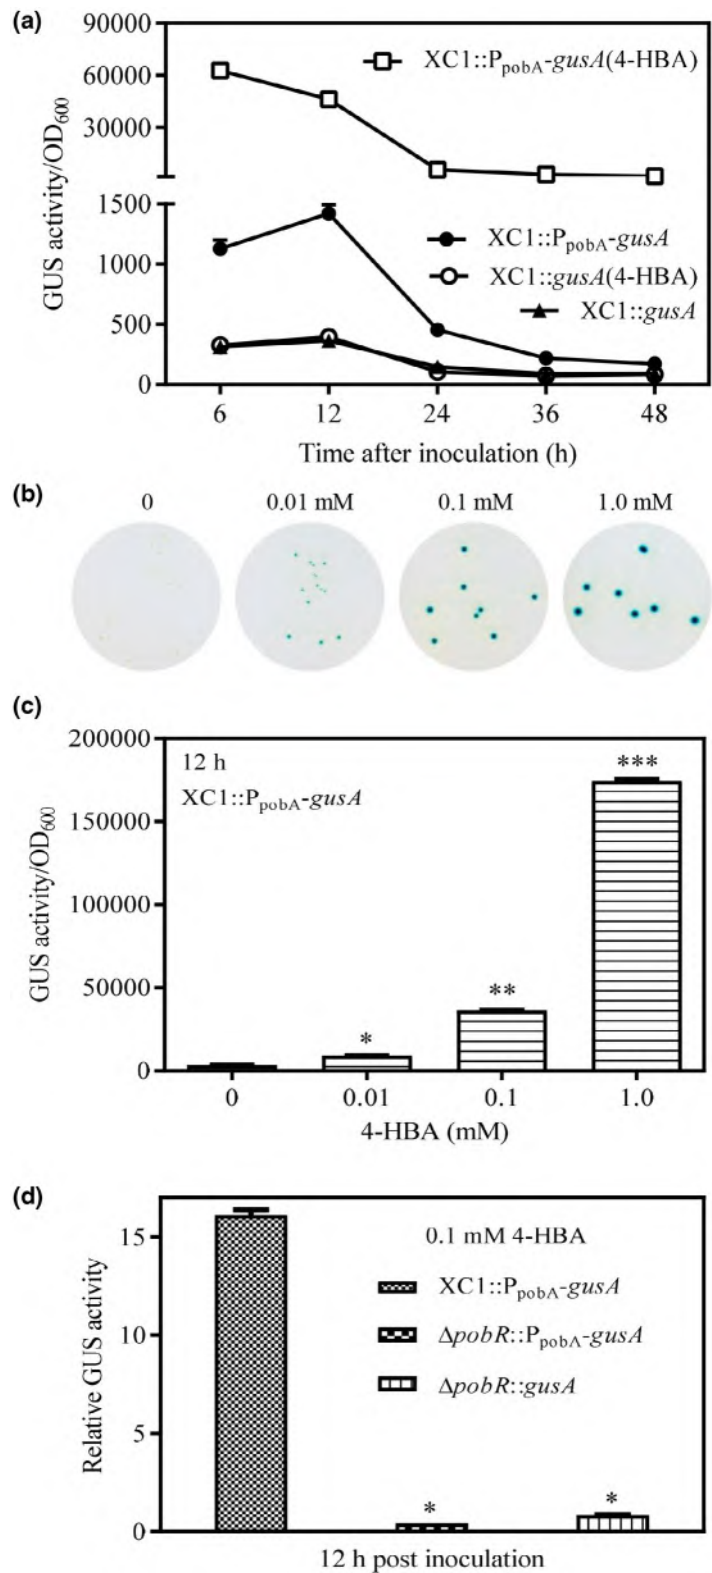 (a)
90000
60000
30000
1500
1000
500
0
GUS activity/OD600
XC1::PpobA-gusA(4-HBA)
XC1::PpobA-gusA
XC1::gusA(4-HBA)
XC1::gusA
6 12 24 36 48
Time after inoculation (h)
(b)
0 0.01 mM 0.1 mM 1.0 mM
(c)
200000
150000
100000
50000
0
GUS activity/OD600
12 h
XC1::PpobA-gusA
* ** ***
0 0.01 0.1 1.0
4-HBA (mM)
(d)
15
10
5
0
Relative GUS activity
0.1 mM 4-HBA
XC1::PpobA-gusA
ΔpobR::PpobA-gusA
ΔpobR::gusA
* *
12 h post inoculation